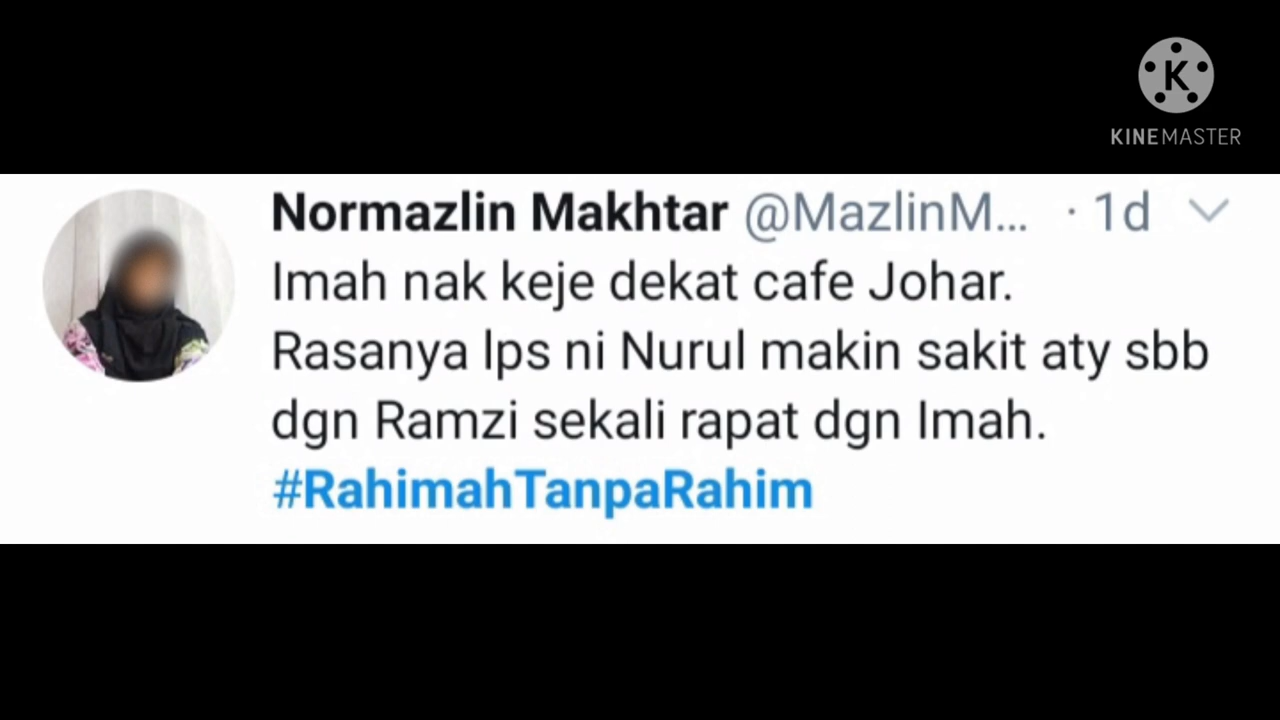 KINEMASTER
Normazlin Makhtar @MazlinM... · 1d
Imah nak keje dekat cafe Johar.
Rasanya lps ni Nurul makin sakit aty sbb
dgn Ramzi sekali rapat dgn Imah.
#RahimahTanpaRahim